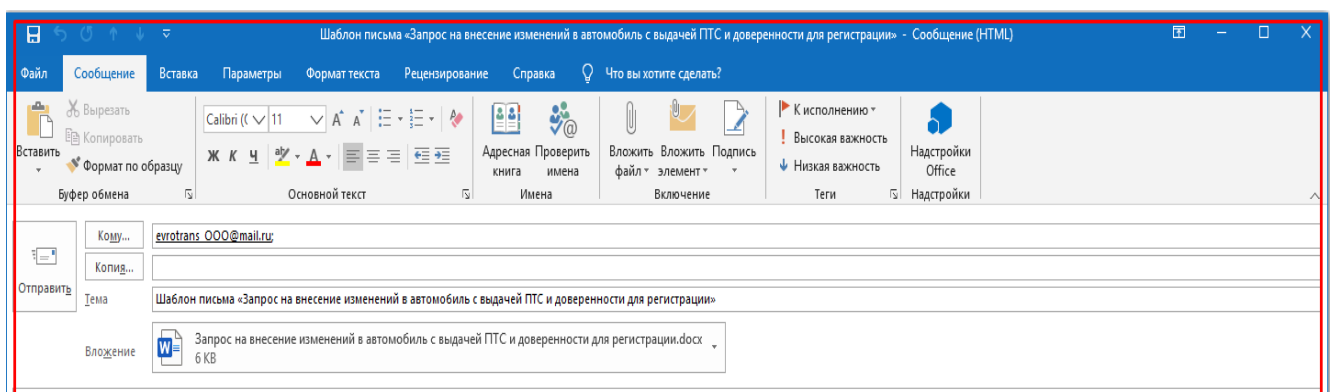 Шаблон письма «Запрос на внесение изменений в автомобиль с выдачей ПТС и доверенности для регистрации» - Сообщение (HTML)
Файл Сообщение Вставка Параметры Формат текста Рецензирование Справка Что вы хотите сделать?
Вставить
Вырезать
Копировать
Формат по образцу
Буфер обмена
Calibri (( 11
Ж К Ч
Основной текст
Адресная книга
Проверить имена
Имена
Вложить файл
Вложить элемент
Подпись
Включение
К исполнению
Высокая важность
Низкая важность
Теги
Надстройки Office
Надстройки
Отправить
Кому... evrotrans_OOO@mail.ru;
Копия...
Тема Шаблон письма «Запрос на внесение изменений в автомобиль с выдачей ПТС и доверенности для регистрации»
Вложение Запрос на внесение изменений в автомобиль с выдачей ПТС и доверенности для регистрации.docx
6 KB